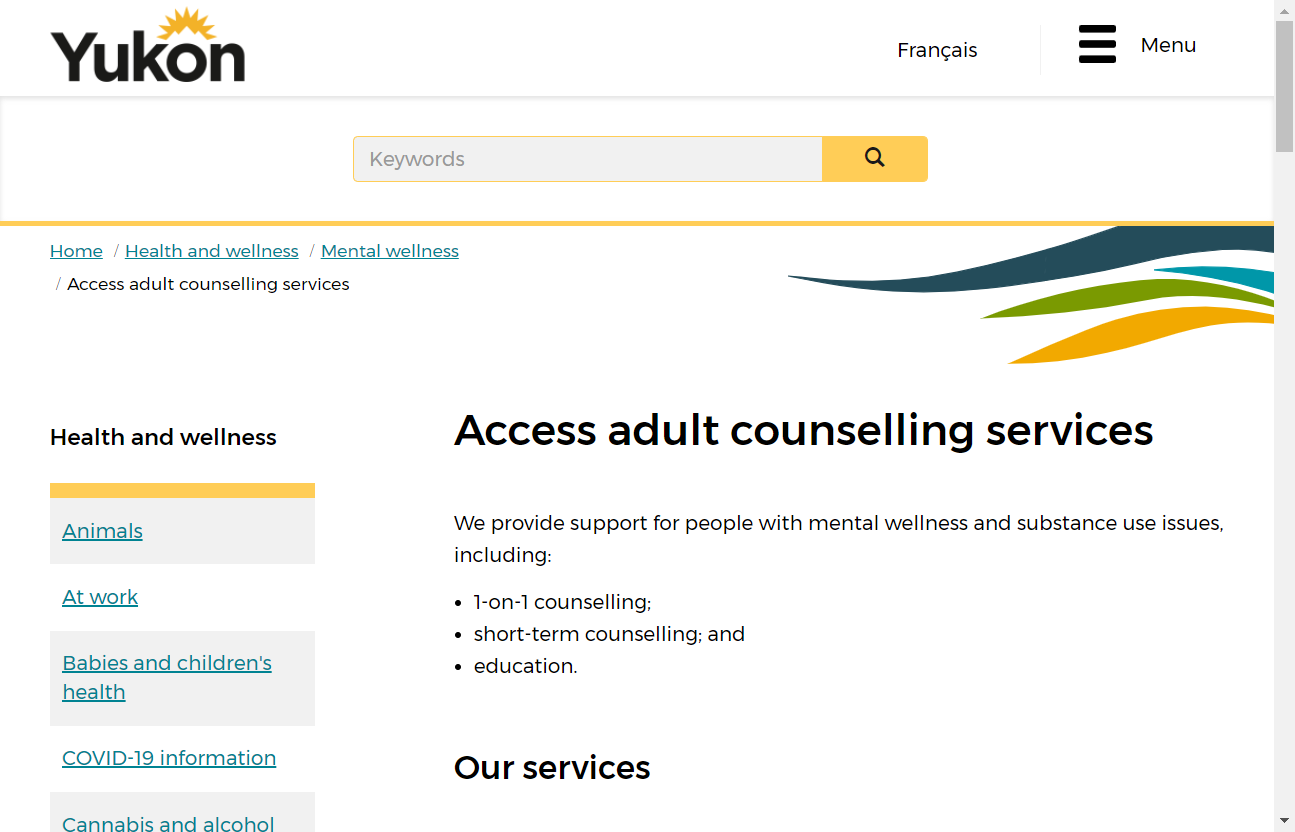 Yukon
Français
Menu
Keywords
Home / Health and wellness / Mental wellness
/ Access adult counselling services
Health and wellness
Animals
At work
Babies and children's
health
COVID-19 information
Cannabis and alcohol
Access adult counselling services
We provide support for people with mental wellness and substance use issues,
including:
• 1-on-1 counselling;
• short-term counselling; and
• education.
Our services